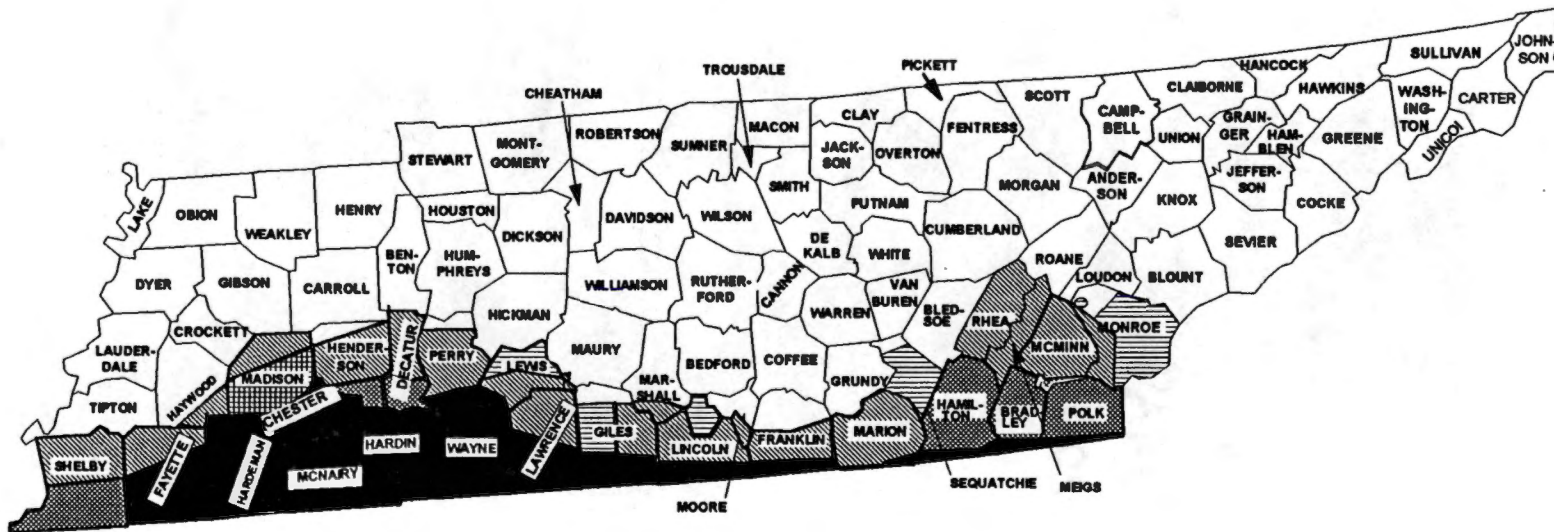 SULLIVAN
JOHN-
SON
HANCOCK
PICKETT
TROUSDALE
CLAIBORNE
HAWKINS
WASH-
ING-
TON
CARTER
SCOTT
CHEATHAM
CAMP-
BELL
GRAIN-
GER
GREENE
UNICOI
CLAY
MACON
FENTRESS
UNION
HAM-
BLEN
ROBERTSON
SUMNER
JACK-
SON
OVERTON
MONT-
GOMERY
STEWART
SMITH
MORGAN
ANDER-
SON
JEFFER-
SON
KNOX
COCKE
PUTNAM
LAKE
OBION
WEAKLEY
HENRY
HOUSTON
DICKSON
DAVIDSON
WILSON
CUMBERLAND
SEVIER
DE
KALB
WHITE
ROANE
LOUDON
BLOUNT
BEN-
TON
HUM-
PHREYS
DYER
GIBSON
CARROLL
WILLIAMSON
RUTHER-
FORD
CANNON
VAN
BUREN
WARREN
BLED-
SOE
RHEA
MONROE
MCMINN
HICKMAN
CROCKETT
LAUDER-
DALE
HAYWOOD
MADISON
HENDER-
SON
DECATUR
PERRY
LEWIS
MAURY
MAR-
SHALL
BEDFORD
COFFEE
GRUNDY
TIPTON
CHESTER
HAMIL-
TON
BRAD
LEY
POLK
SHELBY
FAYETTE
HARDEMAN
MCNAIRY
HARDIN
WAYNE
LAWRENCE
GILES
LINCOLN
FRANKLIN
MARION
MOORE
SEQUATCHIE
MEIGS